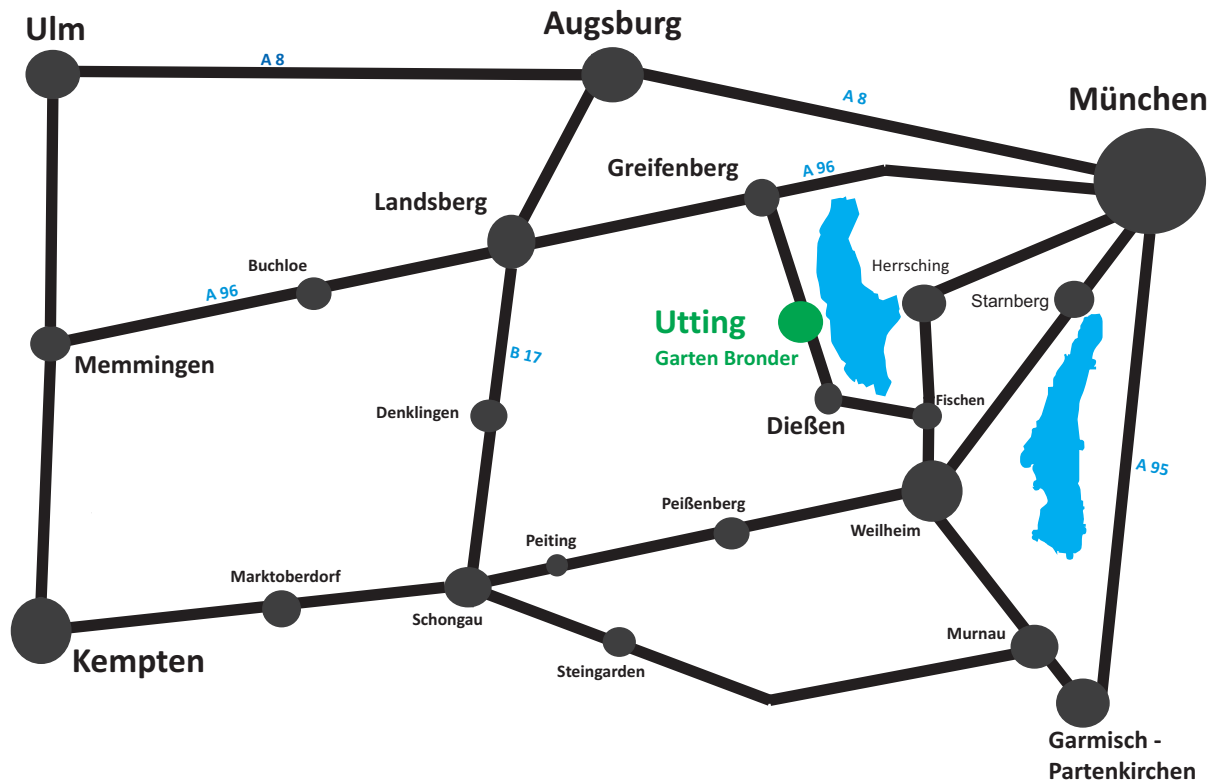 Ulm
Augsburg
A 8
A 8
München
Greifenberg
A 96
Landsberg
Buchloe
A 96
Herrsching
Starnberg
Utting
Garten Bronder
B 17
Memmingen
Denklingen
Dießen
Fischen
A 95
Peißenberg
Weilheim
Peiting
Marktoberdorf
Schongau
Murnau
Kempten
Steingarden
Garmisch -
Partenkirchen